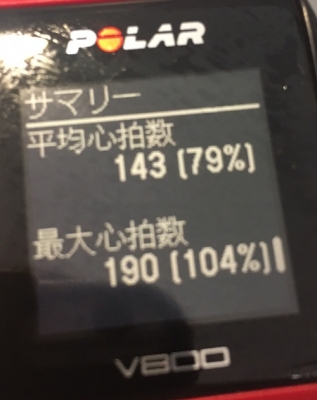 POLAR
サマリー
平均心拍数
143 (79%)
最大心拍数
190 (104%)
V800